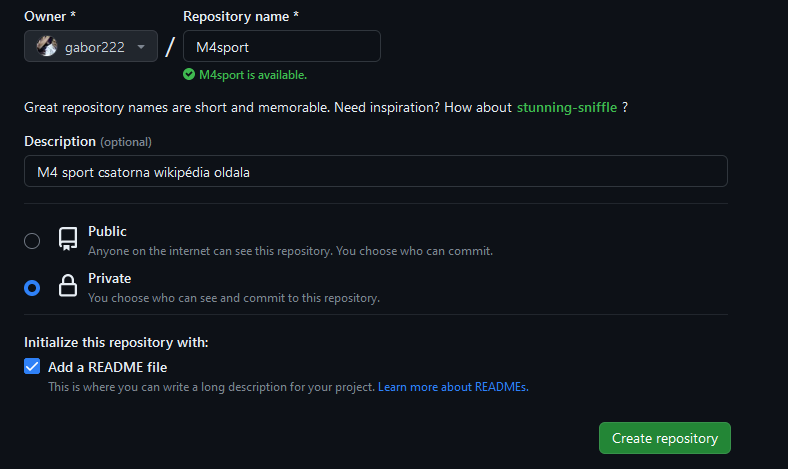 Owner * Repository name *
gabor222 / M4sport
M4sport is available.
Great repository names are short and memorable. Need inspiration? How about stunning-sniffle ?
Description (optional)
M4 sport csatorna wikipédia oldala
Public
Anyone on the internet can see this repository. You choose who can commit.
Private
You choose who can see and commit to this repository.
Initialize this repository with:
Add a README file
This is where you can write a long description for your project. Learn more about READMEs.
Create repository